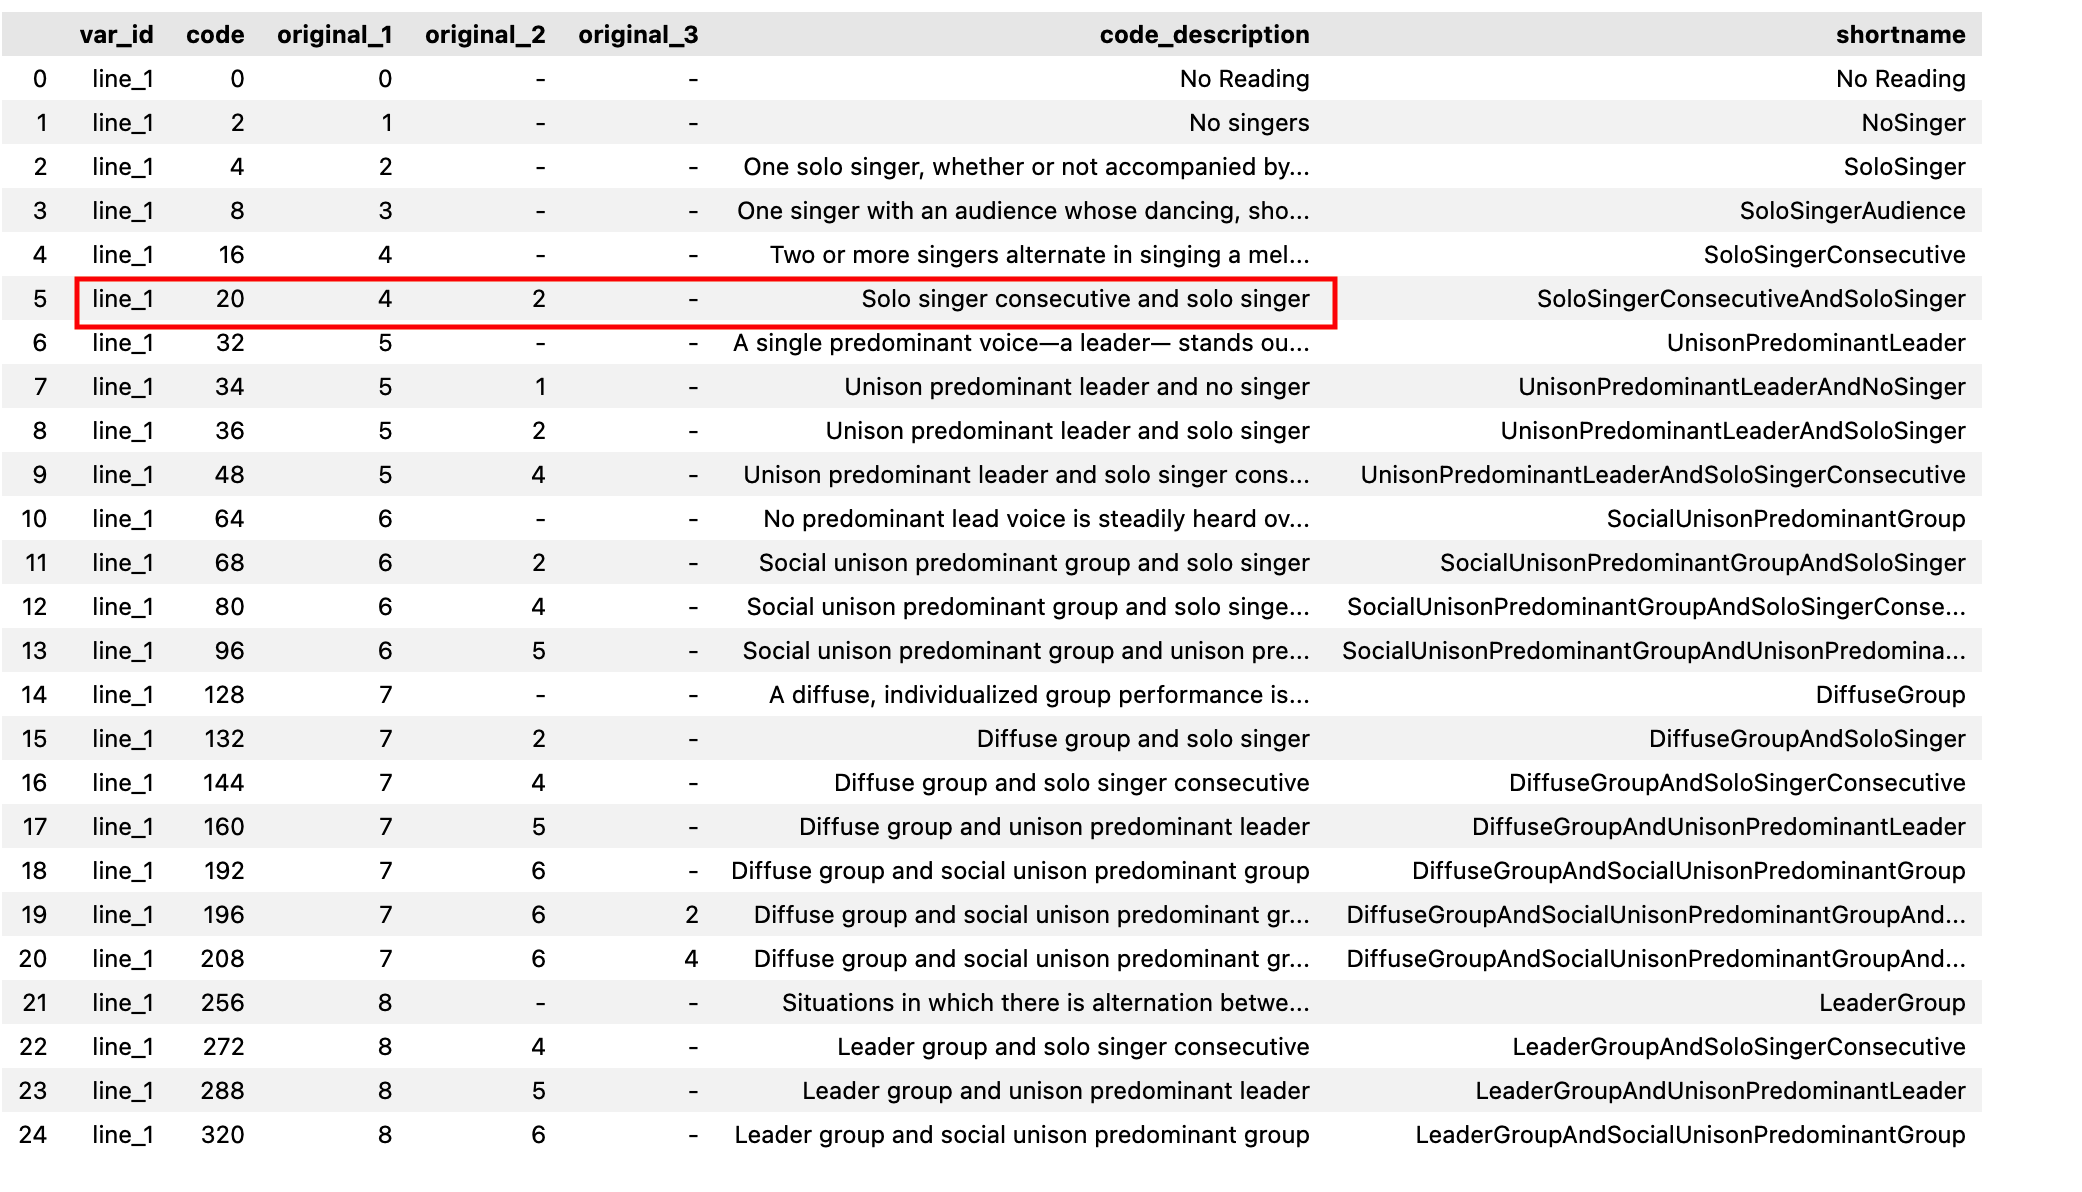 var_id code original_1 original_2 original_3 code_description shortname
0 line_1 0 0 - - No Reading No Reading
1 line_1 2 1 - - No singers NoSinger
2 line_1 4 2 - - One solo singer, whether or not accompanied by... SoloSinger
3 line_1 8 3 - - One singer with an audience whose dancing, sho... SoloSingerAudience
4 line_1 16 4 - - Two or more singers alternate in singing a mel... SoloSingerConsecutive
5 line_1 20 4 2 - Solo singer consecutive and solo singer SoloSingerConsecutiveAndSoloSinger
6 line_1 32 5 - - A single predominant voice—a leader— stands ou... UnisonPredominantLeader
7 line_1 34 5 1 - Unison predominant leader and no singer UnisonPredominantLeaderAndNoSinger
8 line_1 36 5 2 - Unison predominant leader and solo singer UnisonPredominantLeaderAndSoloSinger
9 line_1 48 5 4 - Unison predominant leader and solo singer cons... UnisonPredominantLeaderAndSoloSingerConsecutive
10 line_1 64 6 - - No predominant lead voice is steadily heard ov... SocialUnisonPredominantGroup
11 line_1 68 6 2 - Social unison predominant group and solo singer SocialUnisonPredominantGroupAndSoloSinger
12 line_1 80 6 4 - Social unison predominant group and solo singe... SocialUnisonPredominantGroupAndSoloSingerConse...
13 line_1 96 6 5 - Social unison predominant group and unison pre... SocialUnisonPredominantGroupAndUnisonPredomina...
14 line_1 128 7 - - A diffuse, individualized group performance is... DiffuseGroup
15 line_1 132 7 2 - Diffuse group and solo singer DiffuseGroupAndSoloSinger
16 line_1 144 7 4 - Diffuse group and solo singer consecutive DiffuseGroupAndSoloSingerConsecutive
17 line_1 160 7 5 - Diffuse group and unison predominant leader DiffuseGroupAndUnisonPredominantLeader
18 line_1 192 7 6 - Diffuse group and social unison predominant group DiffuseGroupAndSocialUnisonPredominantGroup
19 line_1 196 7 6 2 Diffuse group and social unison predominant gr... DiffuseGroupAndSocialUnisonPredominantGroupAnd...
20 line_1 208 7 6 4 Diffuse group and social unison predominant gr... DiffuseGroupAndSocialUnisonPredominantGroupAnd...
21 line_1 256 8 - - Situations in which there is alternation betwe... LeaderGroup
22 line_1 272 8 4 - Leader group and solo singer consecutive LeaderGroupAndSoloSingerConsecutive
23 line_1 288 8 5 - Leader group and unison predominant leader LeaderGroupAndUnisonPredominantLeader
24 line_1 320 8 6 - Leader group and social unison predominant group LeaderGroupAndSocialUnisonPredominantGroup